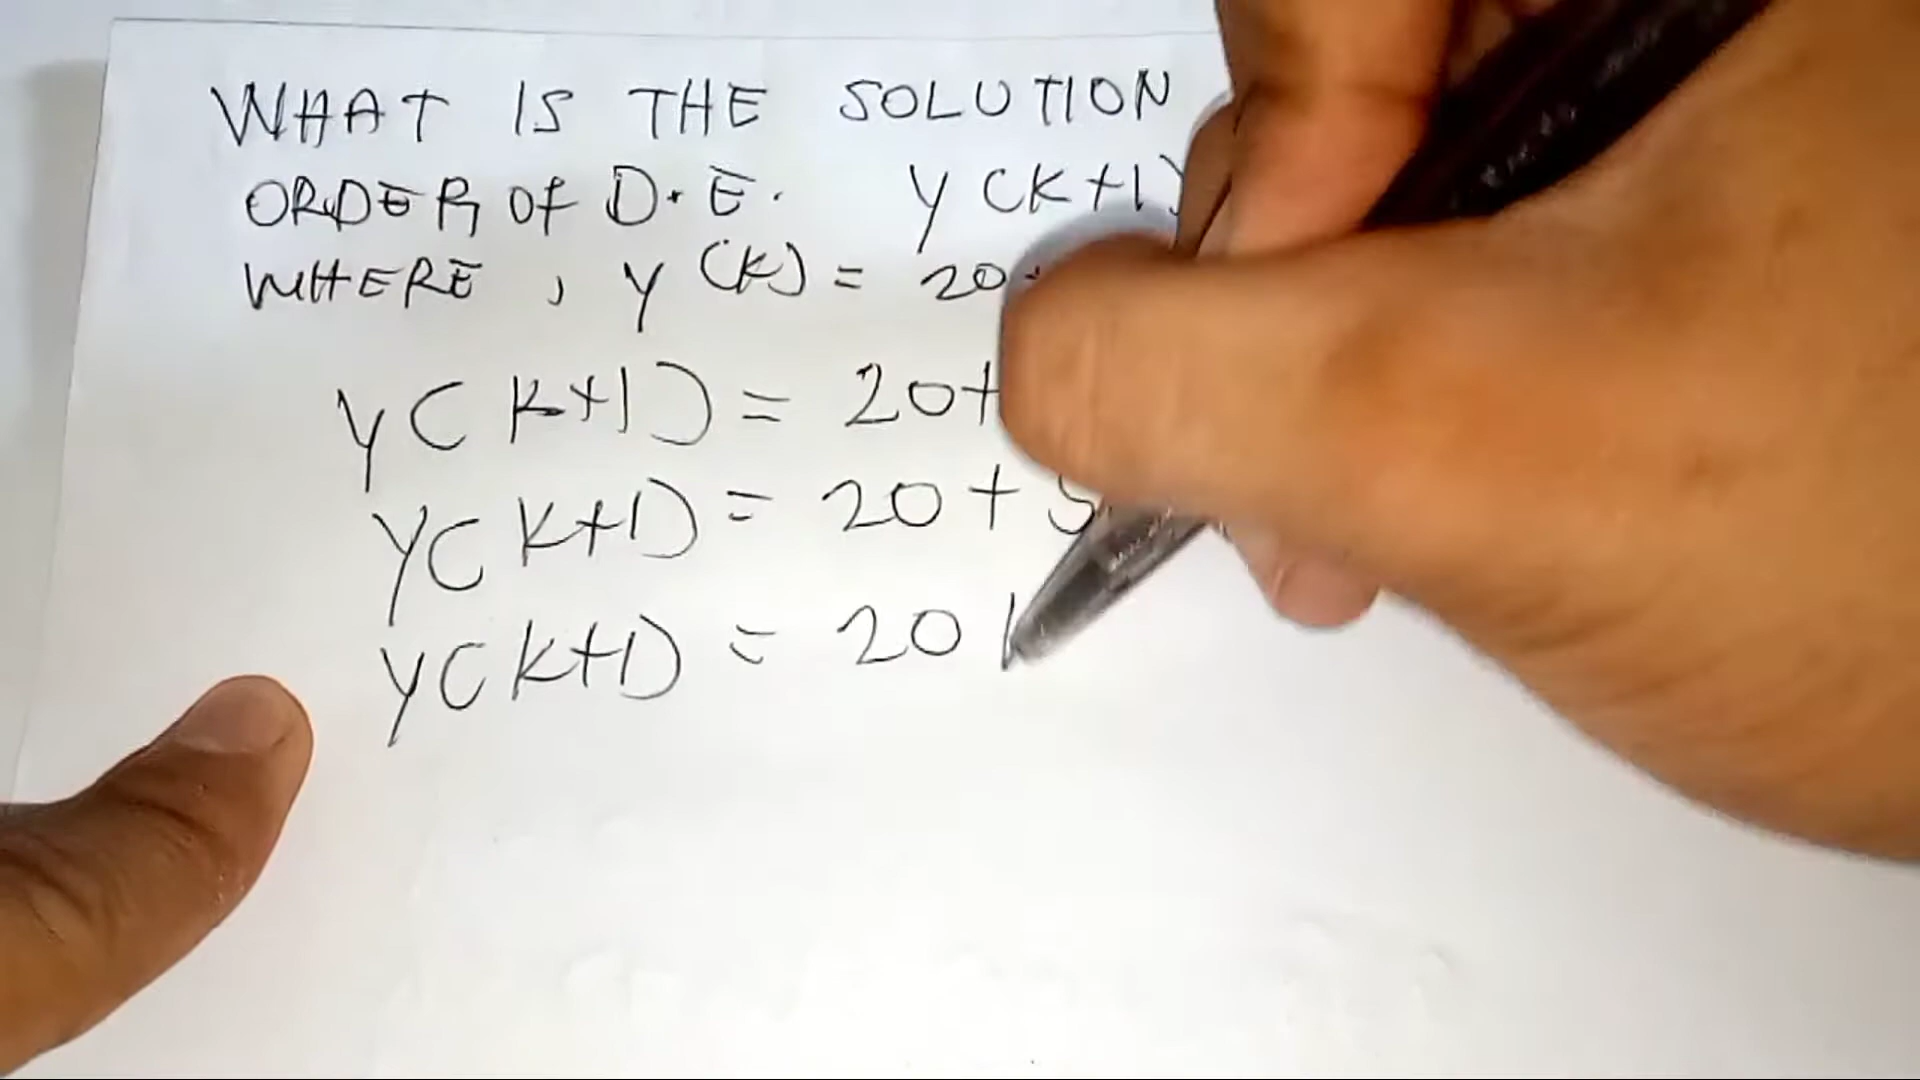 WHAT IS THE SOLUTION
ORDER OF D.E. Y(K+1)
WHERE, Y(K) = 20
Y(K+1) = 20+
Y(K+1) = 20 +
Y(K+1) = 20